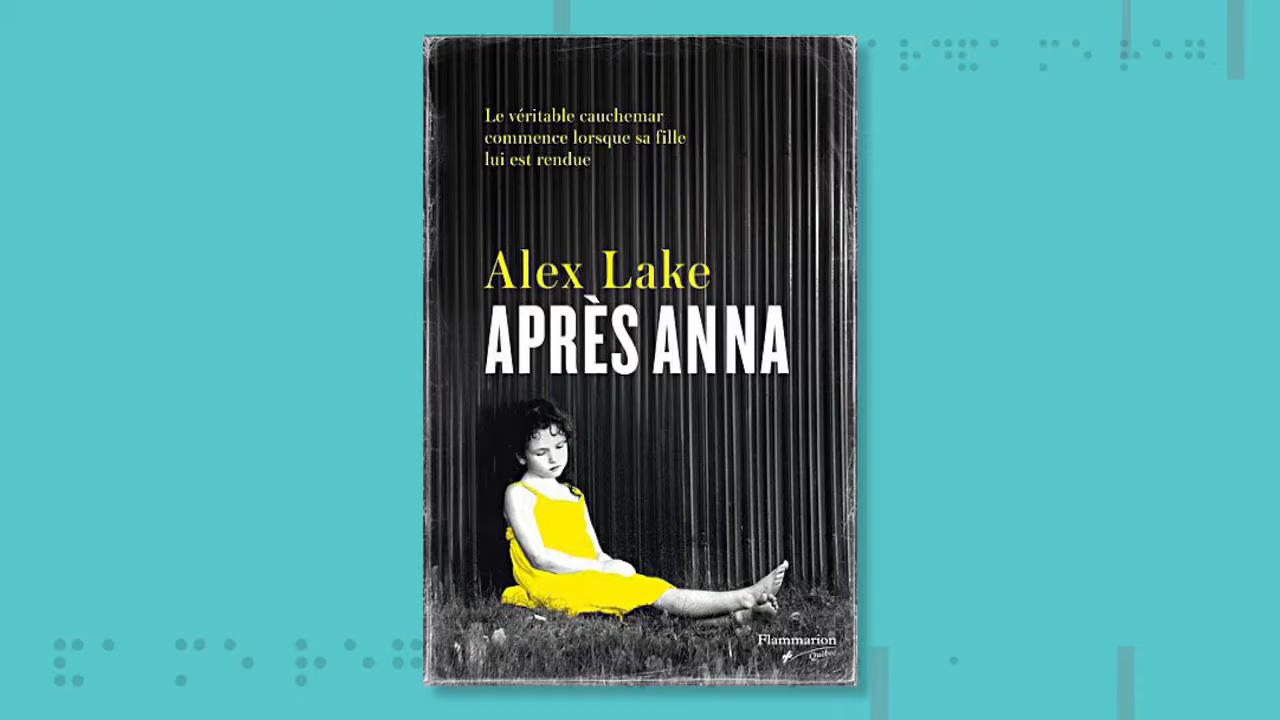 Le véritable cauchemar
commence lorsque sa fille
lui est rendue
Alex Lake
APRÈS ANNA
Flammarion
Québec